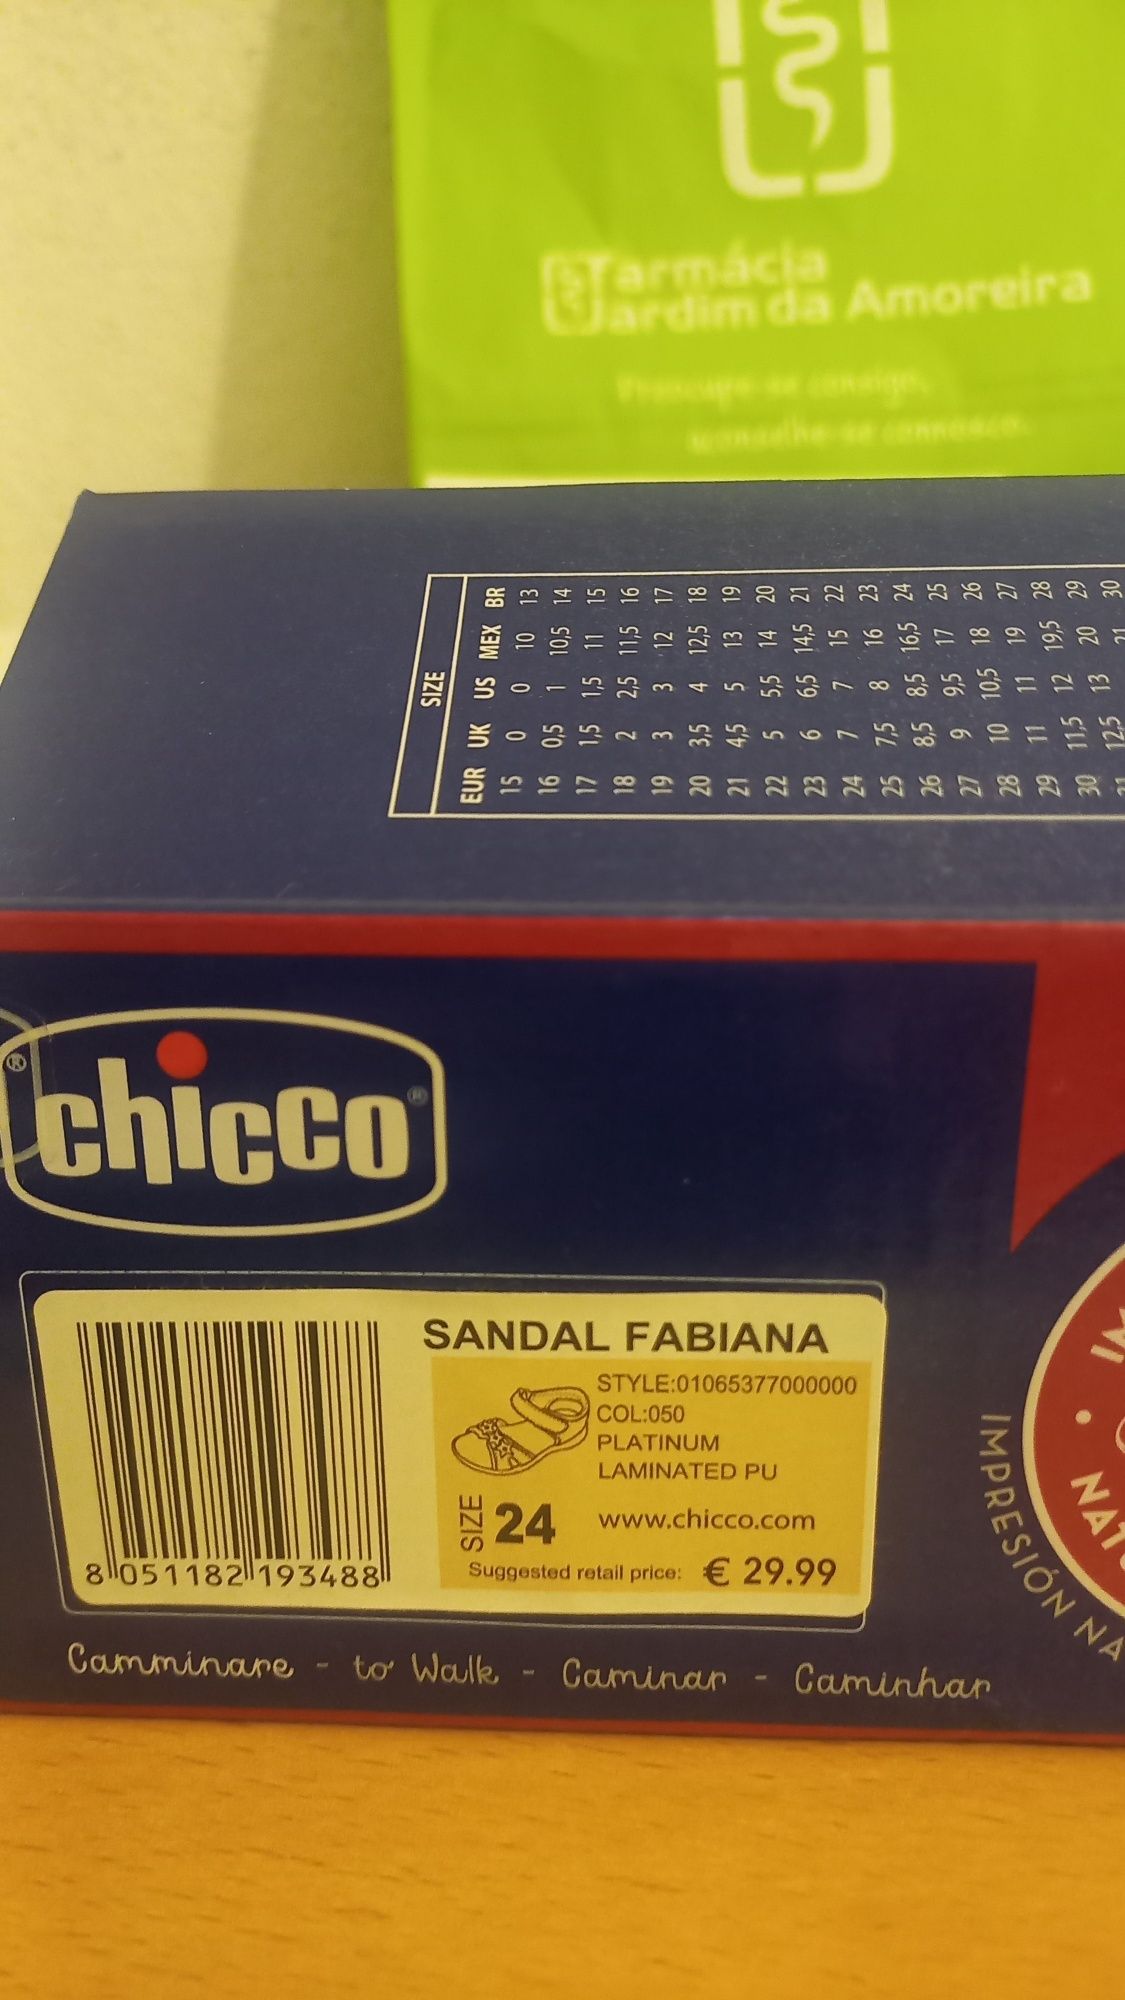 Farmácia
Jardim da Amoreira
SIZE
EUR UK US MEX BR
15 0 0 10 13
16 0,5 1 10,5 14
17 1,5 1,5 11 15
18 2 2,5 11,5 16
19 3 3 12 17
20 3,5 4 12,5 18
21 4,5 5 13 19
22 5 5,5 14 20
23 6 6,5 14,5 21
24 7 7 15 22
25 7,5 8 16 23
26 8,5 8,5 16,5 24
27 9 9,5 17 25
28 10 10,5 18 26
29 11 11 19 27
30 11,5 12 19,5 28
12,5 13 20 29
21 30
chicco
SANDAL FABIANA
STYLE:01065377000000
COL:050
PLATINUM
LAMINATED PU
SIZE 24
www.chicco.com
Suggested retail price: € 29.99
8 051182 193488
Camminare - to Walk - Caminar - Caminhar
IMPRESIÓN NA